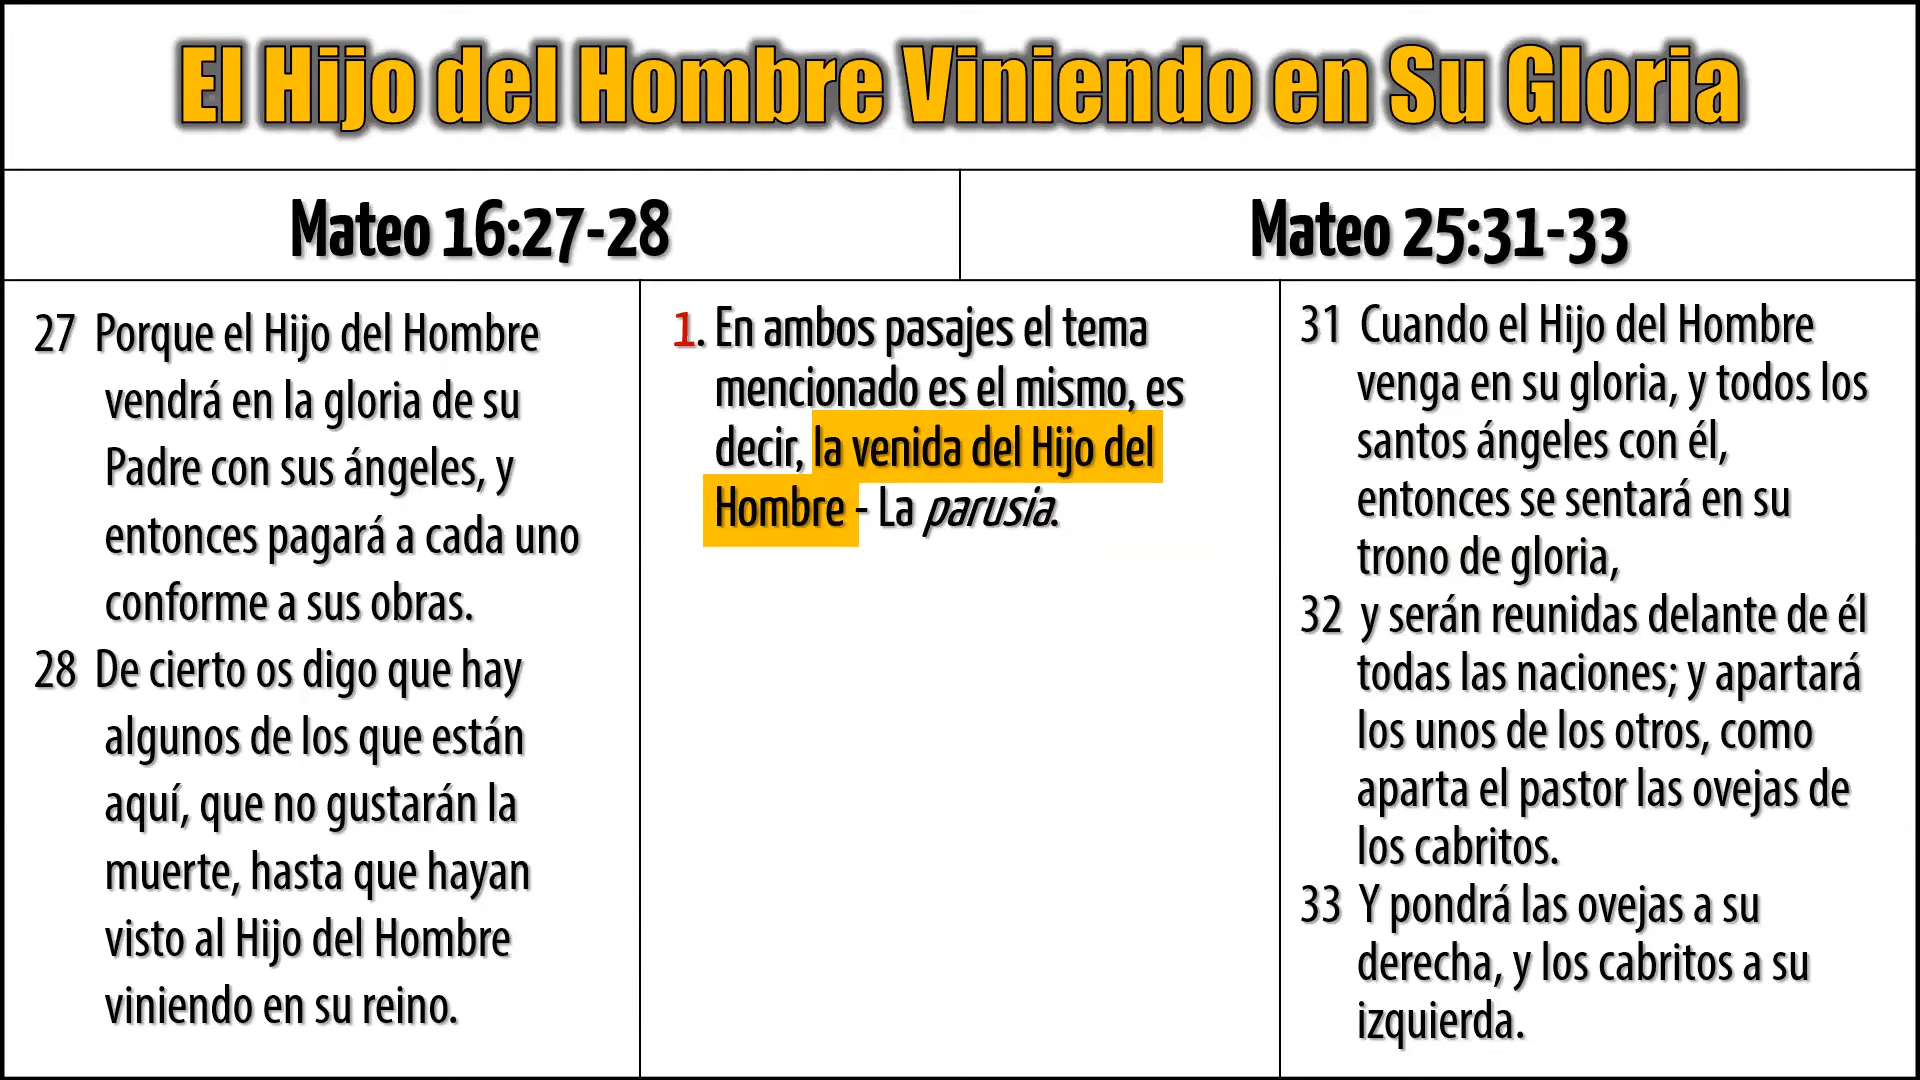 El Hijo del Hombre Viniendo en Su Gloria
Mateo 16:27-28
Mateo 25:31-33
27 Porque el Hijo del Hombre
vendrá en la gloria de su
Padre con sus ángeles, y
entonces pagará a cada uno
conforme a sus obras.
28 De cierto os digo que hay
algunos de los que están
aquí, que no gustarán la
muerte, hasta que hayan
visto al Hijo del Hombre
viniendo en su reino.
1. En ambos pasajes el tema
mencionado es el mismo, es
decir, la venida del Hijo del
Hombre - La parusia.
31 Cuando el Hijo del Hombre
venga en su gloria, y todos los
santos ángeles con él,
entonces se sentará en su
trono de gloria,
32 y serán reunidas delante de él
todas las naciones; y apartará
los unos de los otros, como
aparta el pastor las ovejas de
los cabritos.
33 Y pondrá las ovejas a su
derecha, y los cabritos a su
izquierda.